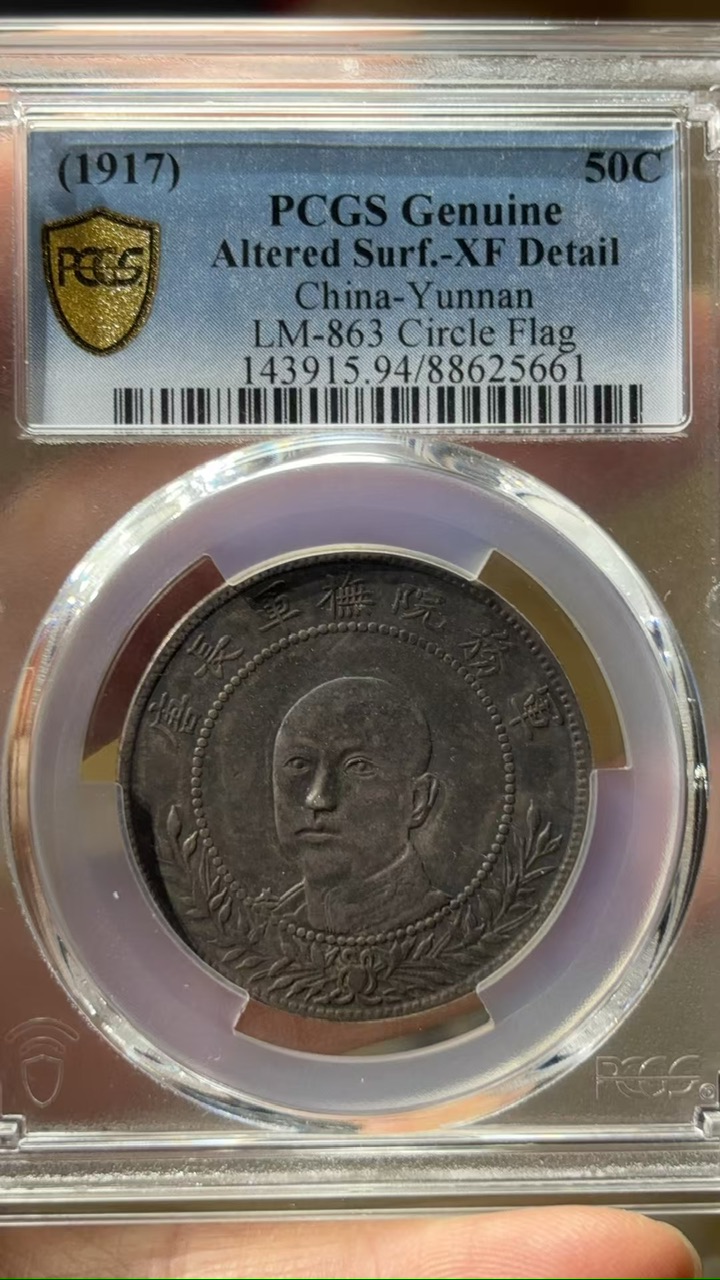 (1917) 50C
PCGS Genuine
PCGS
Altered Surf.-XF Detail
China-Yunnan
LM-863 Circle Flag
143915.94/88625661
軍務院撫軍長唐
PCGS